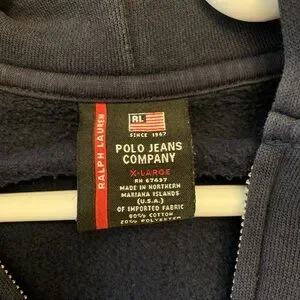 RALPH LAUREN
RL
SINCE 1967
POLO JEANS
COMPANY
X-LARGE
RN 67637
MADE IN NORTHERN
MARIANA ISLANDS
(U.S.A.)
OF IMPORTED FABRIC
80% COTTON
20% POLYESTER